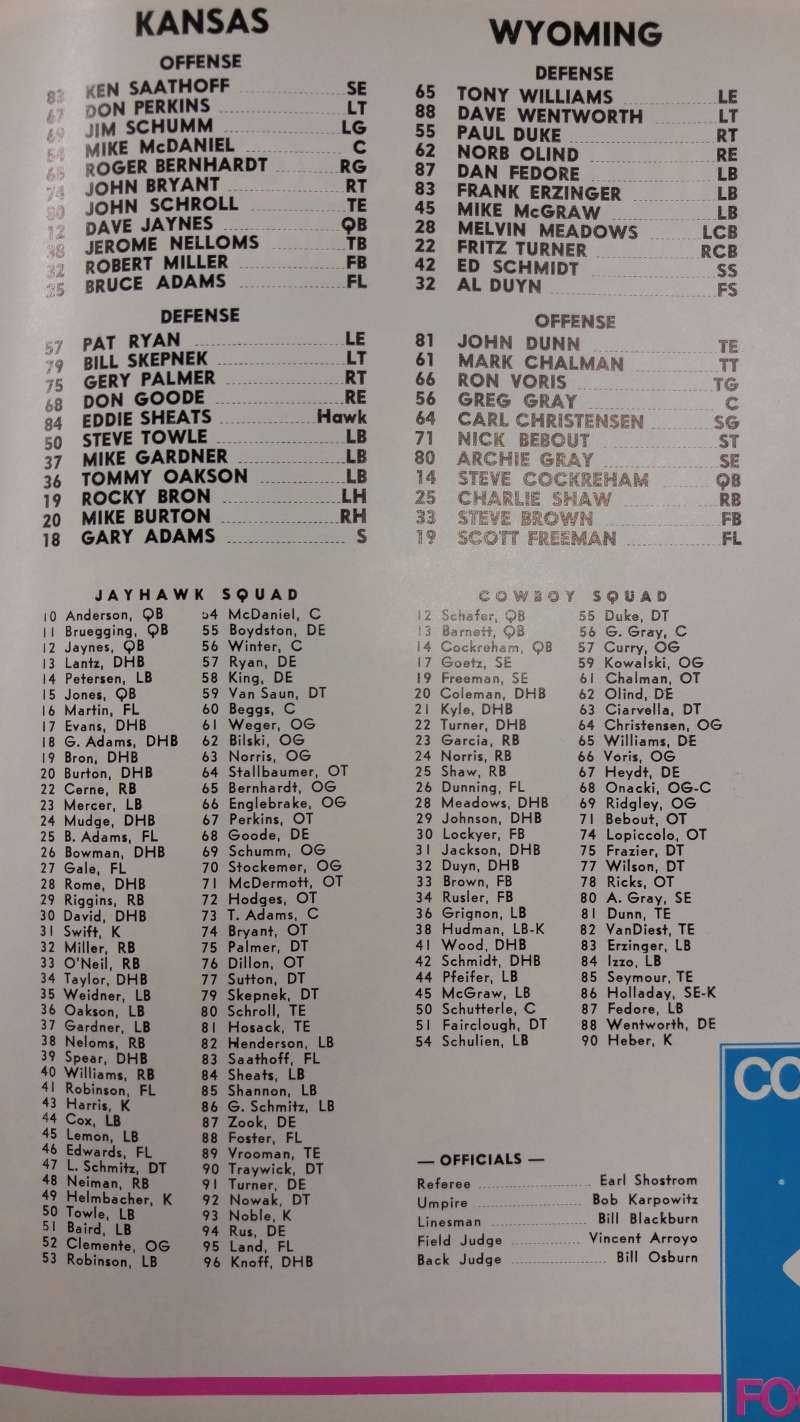 KANSAS
OFFENSE
83 KEN SAATHOFF SE
67 DON PERKINS LT
69 JIM SCHUMM LG
54 MIKE McDANIEL C
65 ROGER BERNHARDT RG
74 JOHN BRYANT RT
80 JOHN SCHROLL TE
12 DAVE JAYNES QB
38 JEROME NELLOMS TB
32 ROBERT MILLER FB
25 BRUCE ADAMS FL
DEFENSE
57 PAT RYAN LE
79 BILL SKEPNEK LT
75 GERY PALMER RT
68 DON GOODE RE
84 EDDIE SHEATS Hawk
50 STEVE TOWLE LB
37 MIKE GARDNER LB
36 TOMMY OAKSON LB
19 ROCKY BRON LH
20 MIKE BURTON RH
18 GARY ADAMS S
WYOMING
DEFENSE
65 TONY WILLIAMS LE
88 DAVE WENTWORTH LT
55 PAUL DUKE RT
62 NORB OLIND RE
87 DAN FEDORE LB
83 FRANK ERZINGER LB
45 MIKE McGRAW LB
28 MELVIN MEADOWS LCB
22 FRITZ TURNER RCB
42 ED SCHMIDT SS
32 AL DUYN FS
OFFENSE
81 JOHN DUNN TE
61 MARK CHALMAN TT
66 RON VORIS TG
56 GREG GRAY C
64 CARL CHRISTENSEN SG
71 NICK BEBOUT ST
80 ARCHIE GRAY SE
14 STEVE COCKREHAM QB
25 CHARLIE SHAW RB
33 STEVE BROWN FB
19 SCOTT FREEMAN FL
JAYHAWK SQUAD
10 Anderson, QB
11 Bruegging, QB
12 Jaynes, QB
13 Lantz, DHB
14 Petersen, LB
15 Jones, QB
16 Martin, FL
17 Evans, DHB
18 G. Adams, DHB
19 Bron, DHB
20 Burton, DHB
22 Cerne, RB
23 Mercer, LB
24 Mudge, DHB
25 B. Adams, FL
26 Bowman, DHB
27 Gale, FL
28 Rome, DHB
29 Riggins, RB
30 David, DHB
31 Swift, K
32 Miller, RB
33 O'Neil, RB
34 Taylor, DHB
35 Weidner, LB
36 Oakson, LB
37 Gardner, LB
38 Neloms, RB
39 Spear, DHB
40 Williams, RB
41 Robinson, FL
43 Harris, K
44 Cox, LB
45 Lemon, LB
46 Edwards, FL
47 L. Schmitz, DT
48 Neiman, RB
49 Helmbacher, K
50 Towle, LB
51 Baird, LB
52 Clemente, OG
53 Robinson, LB
54 McDaniel, C
55 Boydston, DE
56 Winter, C
57 Ryan, DE
58 King, DE
59 Van Saun, DT
60 Beggs, C
61 Weger, OG
62 Bilski, OG
63 Norris, OG
64 Stallbaumer, OT
65 Bernhardt, OG
66 Englebrake, OG
67 Perkins, OT
68 Goode, DE
69 Schumm, OG
70 Stockemer, OG
71 McDermott, OT
72 Hodges, OT
73 T. Adams, C
74 Bryant, OT
75 Palmer, DT
76 Dillon, OT
77 Sutton, DT
79 Skepnek, DT
80 Schroll, TE
81 Hosack, TE
82 Henderson, LB
83 Saathoff, FL
84 Sheats, LB
85 Shannon, LB
86 G. Schmitz, LB
87 Zook, DE
88 Foster, FL
89 Vrooman, TE
90 Traywick, DT
91 Turner, DE
92 Nowak, DT
93 Noble, K
94 Rus, DE
95 Land, FL
96 Knoff, DHB
COWBOY SQUAD
12 Schafer, QB
13 Barnett, QB
14 Cockreham, QB
17 Goetz, SE
19 Freeman, SE
20 Coleman, DHB
21 Kyle, DHB
22 Turner, DHB
23 Garcia, RB
24 Norris, RB
25 Shaw, RB
26 Dunning, FL
28 Meadows, DHB
29 Johnson, DHB
30 Lockyer, FB
31 Jackson, DHB
32 Duyn, DHB
33 Brown, FB
34 Rusler, FB
36 Grignon, LB
38 Hudman, LB-K
41 Wood, DHB
42 Schmidt, DHB
44 Pfeifer, LB
45 McGraw, LB
50 Schutterle, C
51 Fairclough, DT
54 Schulien, LB
55 Duke, DT
56 G. Gray, C
57 Curry, OG
59 Kowalski, OG
61 Chalman, OT
62 Olind, DE
63 Ciarvella, DT
64 Christensen, OG
65 Williams, DE
66 Voris, OG
67 Heydt, DE
68 Onacki, OG-C
69 Ridgley, OG
71 Bebout, OT
74 Lopiccolo, OT
75 Frazier, DT
77 Wilson, DT
78 Ricks, OT
80 A. Gray, SE
81 Dunn, TE
82 VanDiest, TE
83 Erzinger, LB
84 Izzo, LB
85 Seymour, TE
86 Holladay, SE-K
87 Fedore, LB
88 Wentworth, DE
90 Heber, K
— OFFICIALS —
Referee Earl Shostrom
Umpire Bob Karpowitz
Linesman Bill Blackburn
Field Judge Vincent Arroyo
Back Judge Bill Osburn
CO
FO